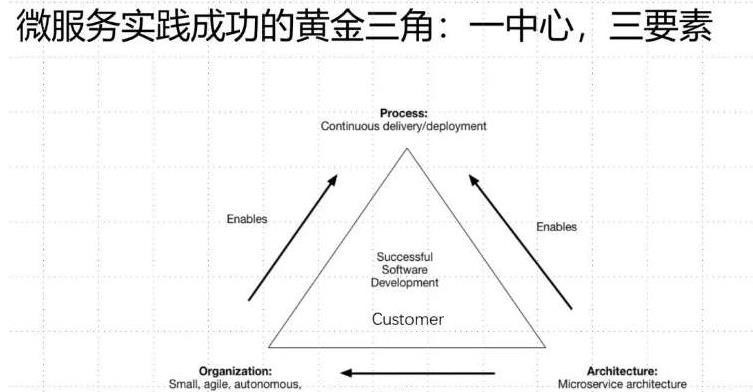 微服务实践成功的黄金三角：一中心，三要素
Process:
Continuous delivery/deployment
Enables
Enables
Successful
Software
Development
Customer
Organization:
Small, agile, autonomous,
Architecture:
Microservice architecture